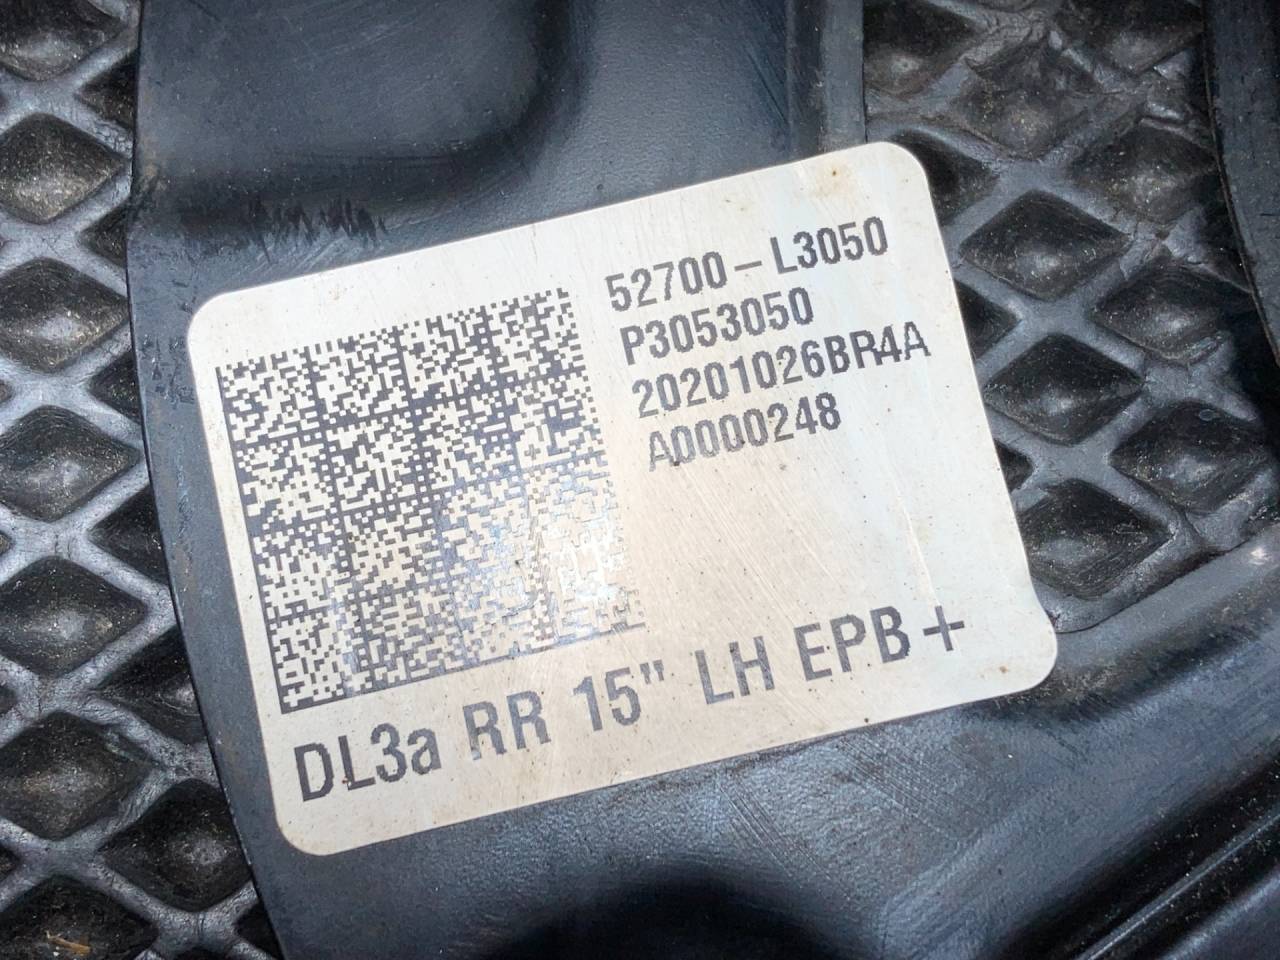 52700-L3050
P3053050
20201026BR4A
A0000248
DL3a RR 15" LH EPB+